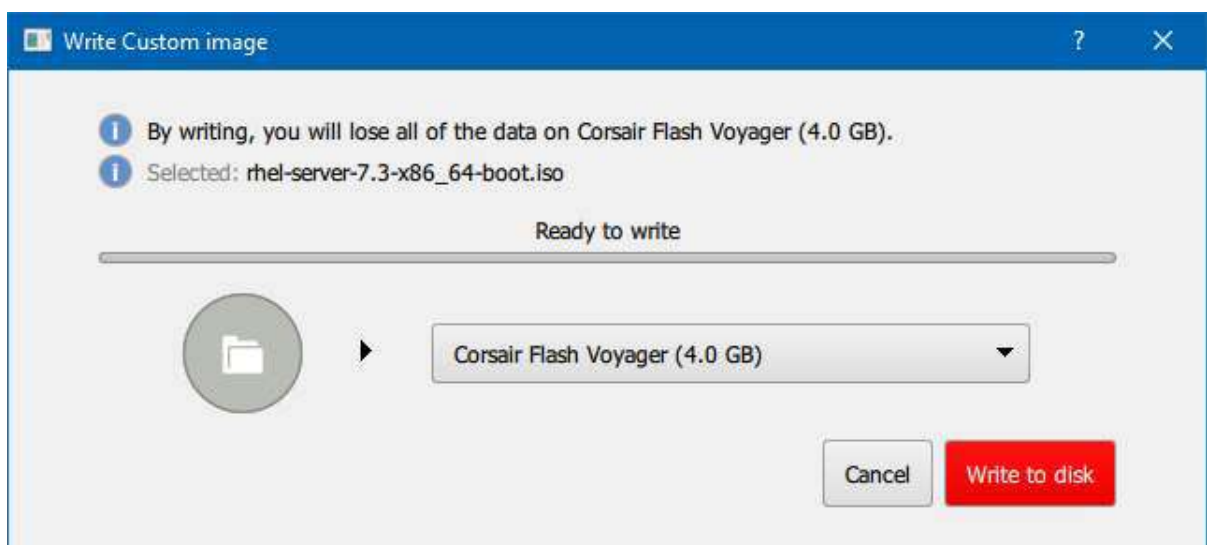 Write Custom image ?
By writing, you will lose all of the data on Corsair Flash Voyager (4.0 GB).
Selected: rhel-server-7.3-x86_64-boot.iso
Ready to write
Corsair Flash Voyager (4.0 GB)
Cancel Write to disk